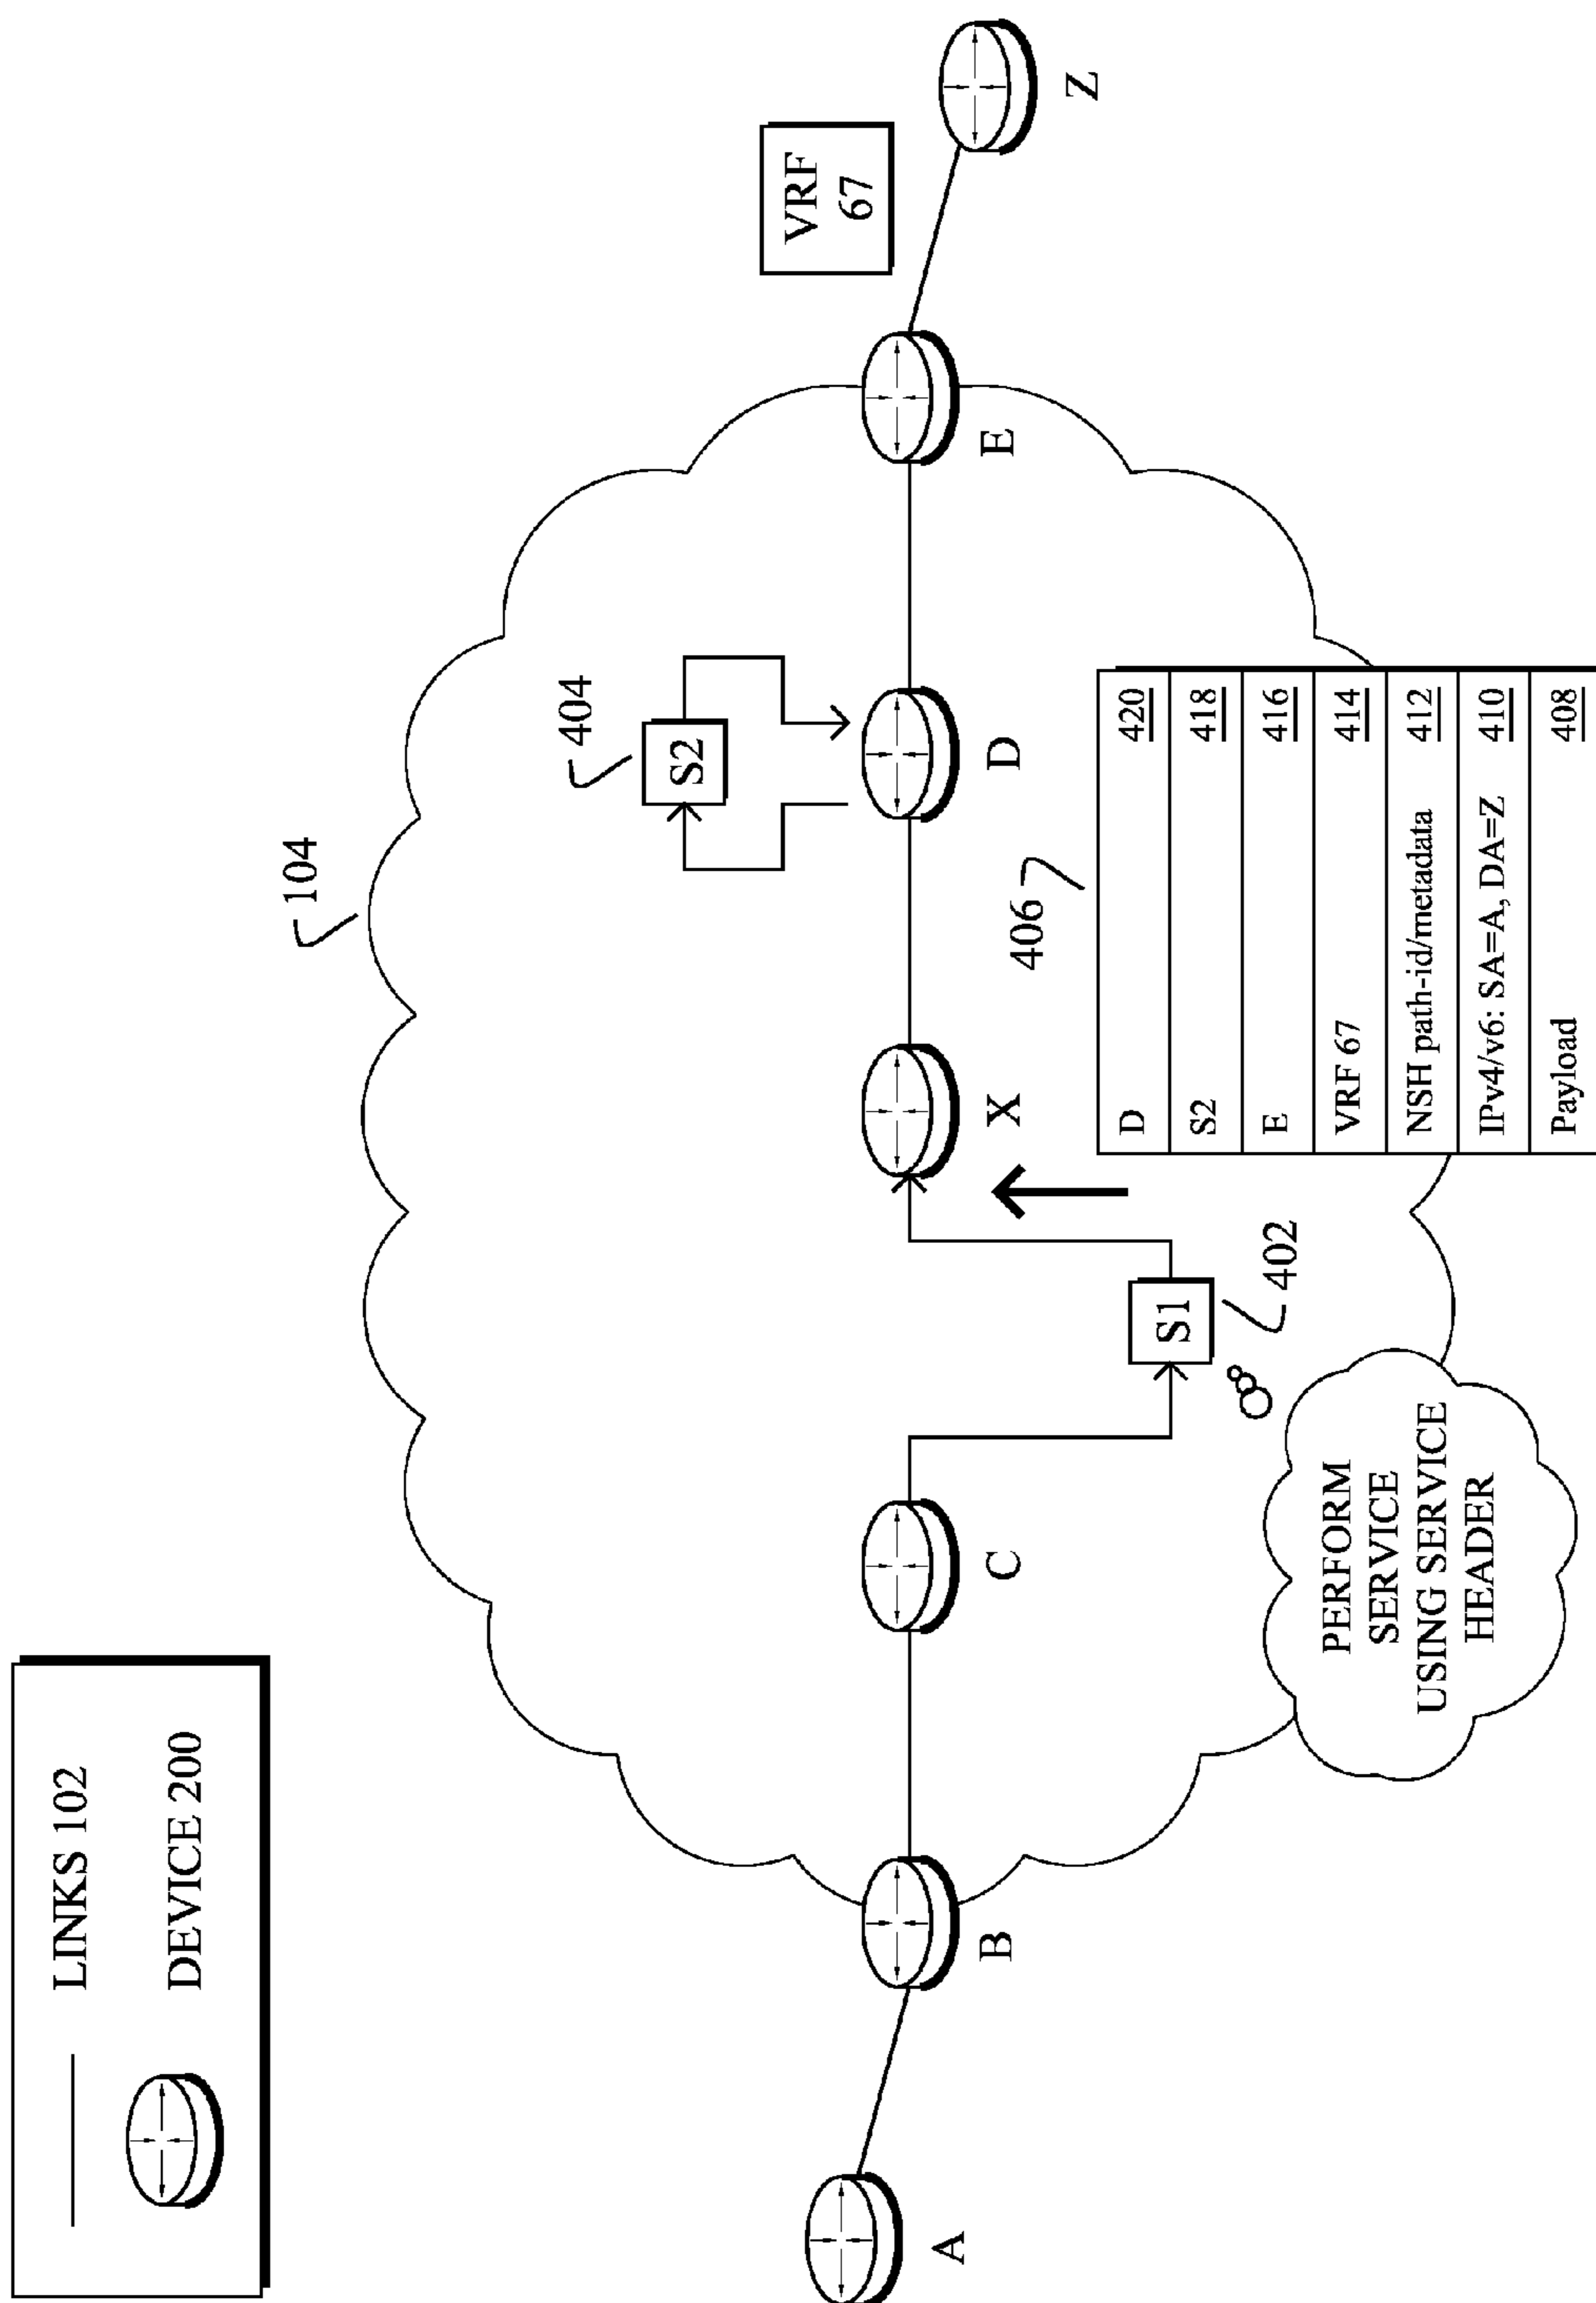 LINKS 102
DEVICE 200
104
404
S2
VRF
67
A
B
C
X
D
E
Z
S1
402
406
PERFORM
SERVICE
USING SERVICE
HEADER
D 420
S2 418
E 416
VRF 67 414
NSH path-id/metadata 412
IPv4/v6: SA=A, DA=Z 410
Payload 408